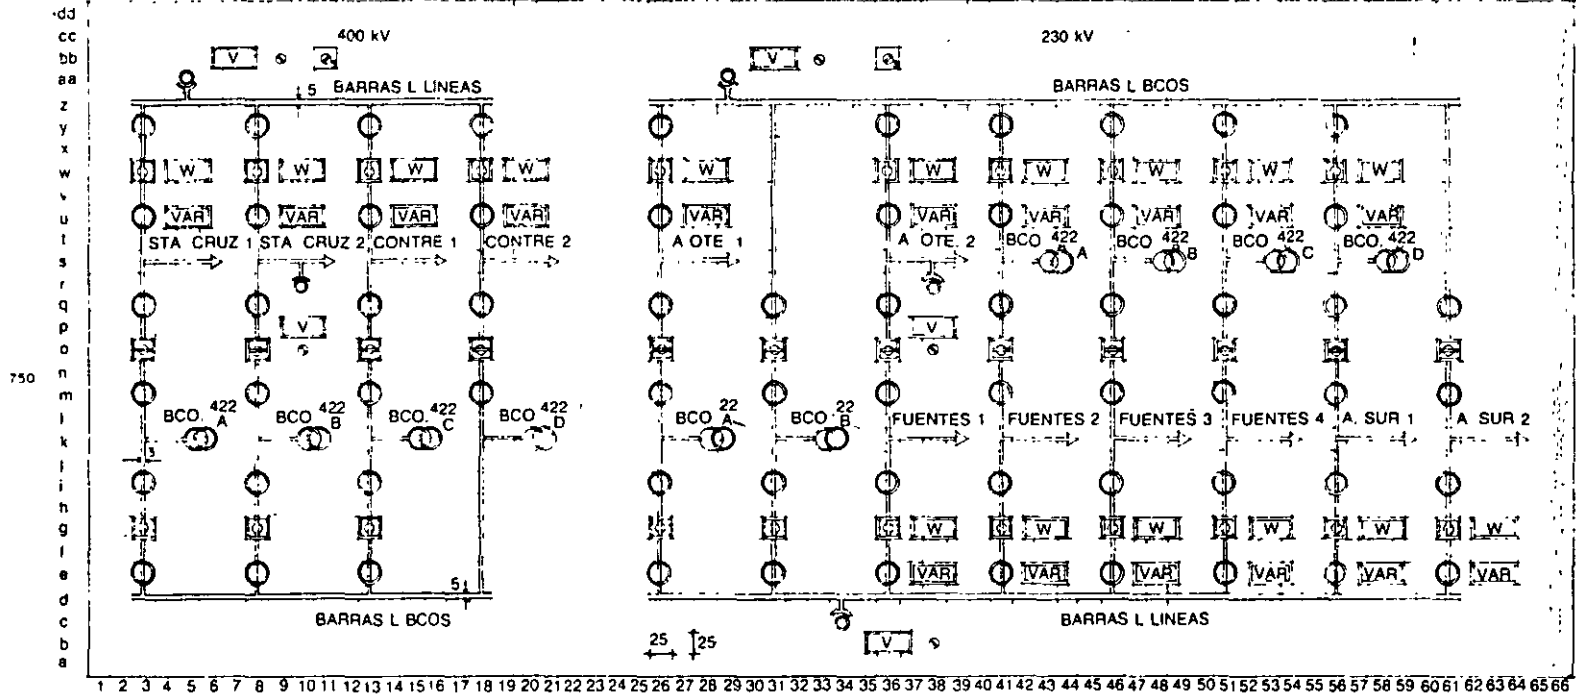 dd
cc
bb
aa
z
y
x
w
v
u
t
s
r
q
p
o
n
m
l
k
j
i
h
g
f
e
d
c
b
a
750
400 kV
230 kV
V
V
BARRAS L LINEAS
5
BARRAS L BCOS
W W W W W W W W W W
VAR VAR VAR VAR VAR VAR VAR VAR VAR VAR
STA CRUZ 1 STA CRUZ 2 CONTRE 1 CONTRE 2 A OTE. 1 A OTE. 2
BCO 422 A
BCO 422 B
BCO 422 C
BCO. 422 D
V
V
BCO. 422 A
BCO. 422 B
BCO. 422 C
BCO 422 D
BCO 22 A
BCO 22 B
FUENTES 1 FUENTES 2 FUENTES 3 FUENTES 4 A. SUR 1 A SUR 2
3
W W W W W W
VAR VAR VAR VAR VAR VAR
5
BARRAS L BCOS
BARRAS L LINEAS
25
25
V
1 2 3 4 5 6 7 8 9 10 11 12 13 14 15 16 17 18 19 20 21 22 23 24 25 26 27 28 29 30 31 32 33 34 35 36 37 38 39 40 41 42 43 44 45 46 47 48 49 50 51 52 53 54 55 56 57 58 59 60 61 62 63 64 65 66